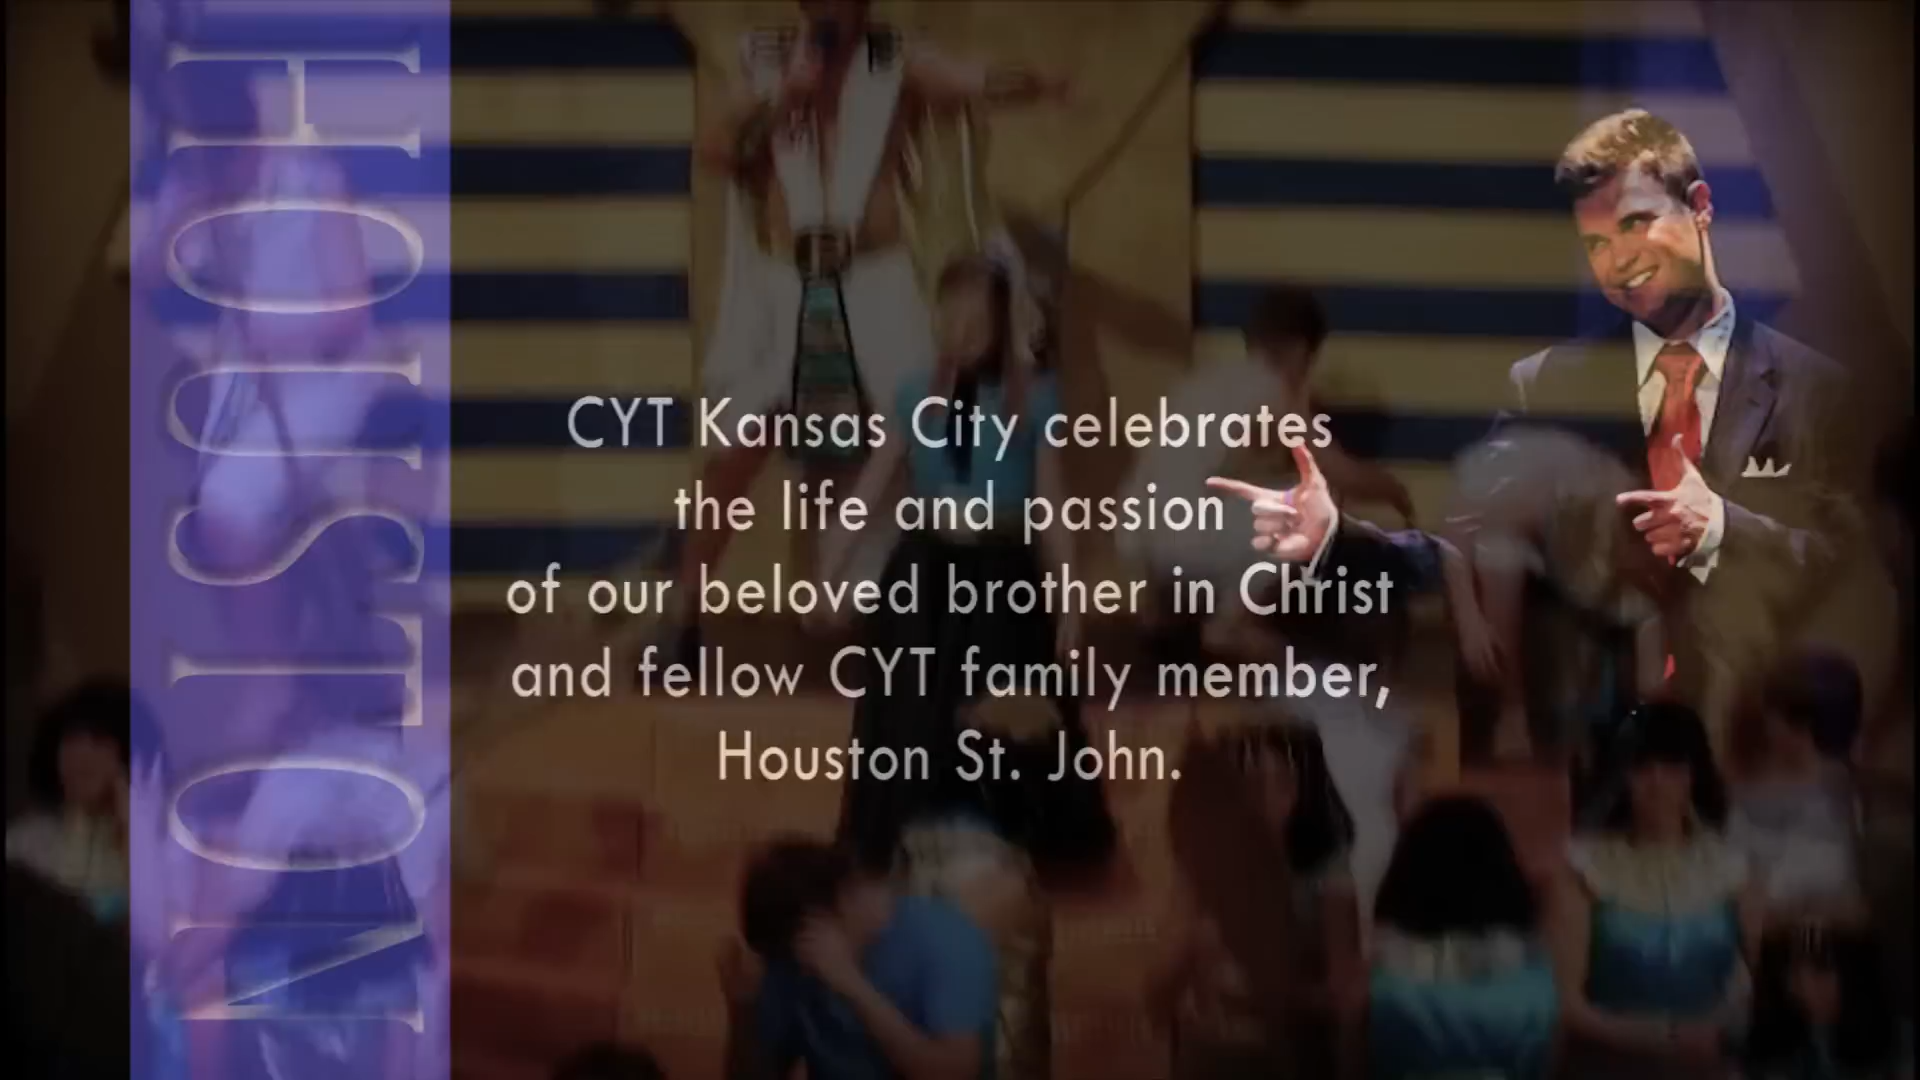 HOUSTON
CYT Kansas City celebrates
the life and passion
of our beloved brother in Christ
and fellow CYT family member,
Houston St. John.